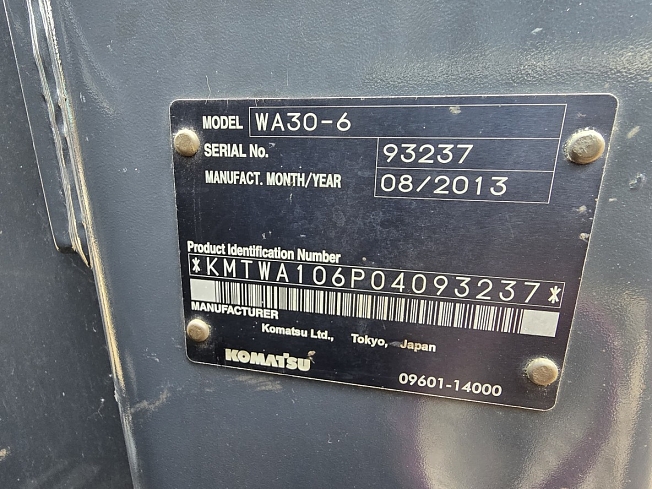 MODEL WA30-6
SERIAL No. 93237
MANUFACT. MONTH/YEAR 08/2013
Product Identification Number
*KMTWA106P04093237*
MANUFACTURER
Komatsu Ltd., Tokyo, Japan
KOMATSU
09601-14000